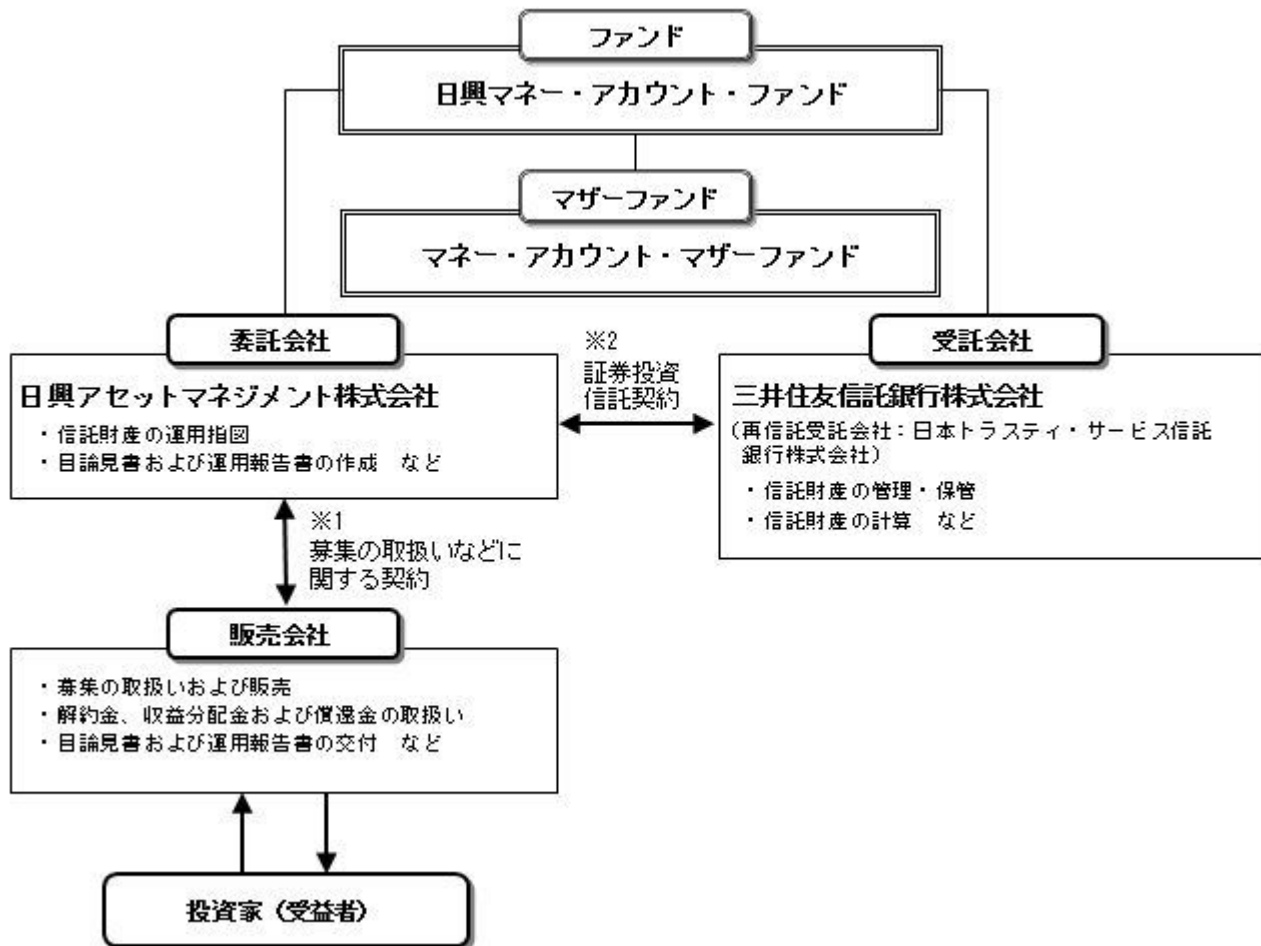 ファンド
日興マネー・アカウント・ファンド
マザーファンド
マネー・アカウント・マザーファンド
委託会社
日興アセットマネジメント株式会社
・信託財産の運用指図
・目論見書および運用報告書の作成 など
※2
証券投資
信託契約
受託会社
三井住友信託銀行株式会社
(再信託受託会社:日本トラスティ・サービス信託
銀行株式会社)
・信託財産の管理・保管
・信託財産の計算 など
※1
募集の取扱いなどに
関する契約
販売会社
・募集の取扱いおよび販売
・解約金、収益分配金および償還金の取扱い
・目論見書および運用報告書の交付 など
投資家(受益者)